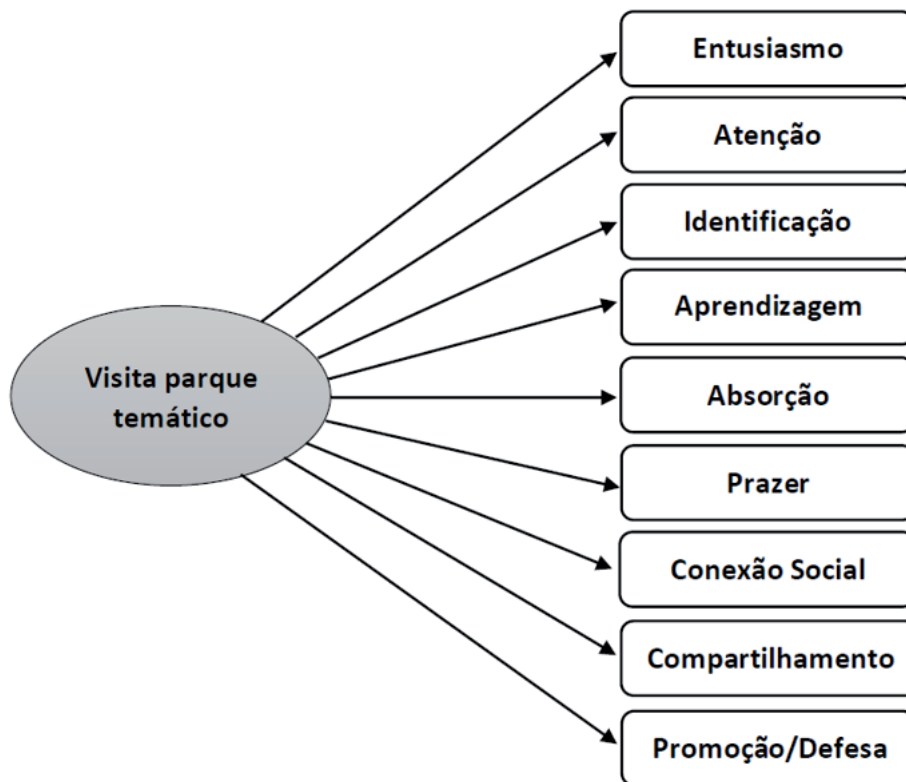 Entusiasmo
Atenção
Identificação
Aprendizagem
Visita parque
temático
Absorção
Prazer
Conexão Social
Compartilhamento
Promoção/Defesa